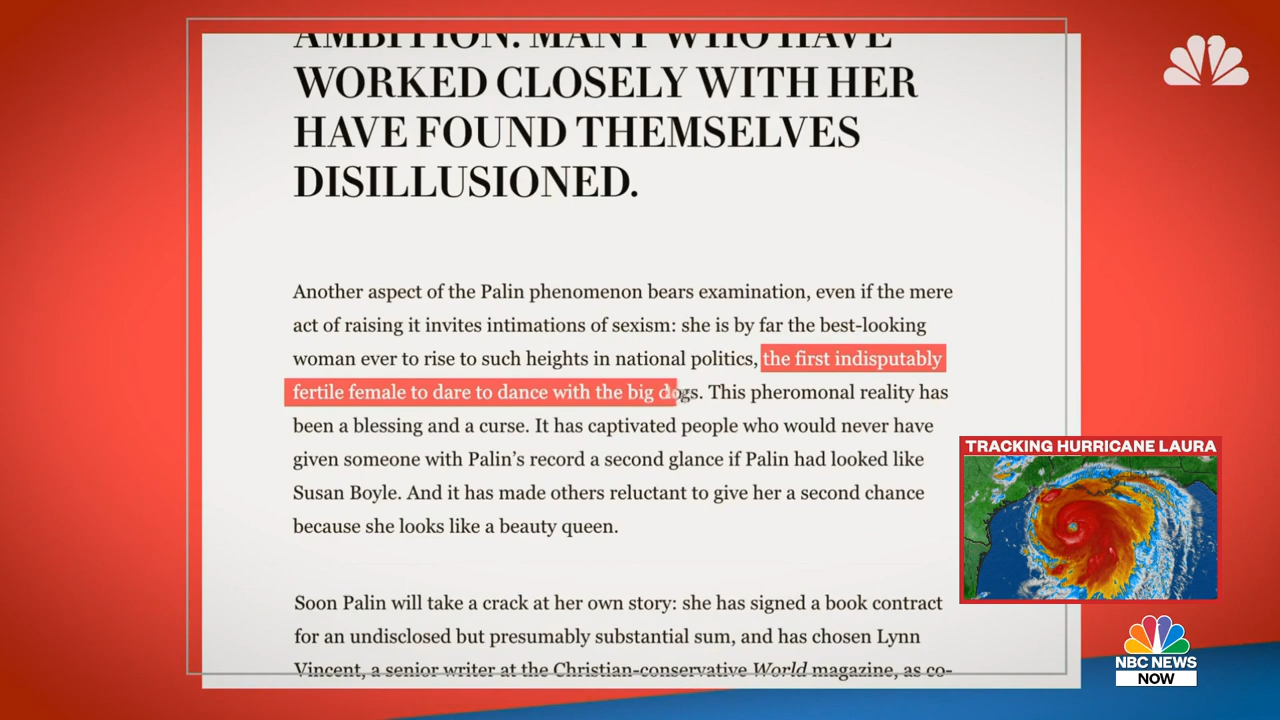 AMBITION. MANY WHO HAVE
WORKED CLOSELY WITH HER
HAVE FOUND THEMSELVES
DISILLUSIONED.
Another aspect of the Palin phenomenon bears examination, even if the mere
act of raising it invites intimations of sexism: she is by far the best-looking
woman ever to rise to such heights in national politics, the first indisputably
fertile female to dare to dance with the big dogs. This pheromonal reality has
been a blessing and a curse. It has captivated people who would never have
given someone with Palin’s record a second glance if Palin had looked like
Susan Boyle. And it has made others reluctant to give her a second chance
because she looks like a beauty queen.
Soon Palin will take a crack at her own story: she has signed a book contract
for an undisclosed but presumably substantial sum, and has chosen Lynn
Vincent, a senior writer at the Christian-conservative World magazine, as co-
TRACKING HURRICANE LAURA
NBC NEWS
NOW